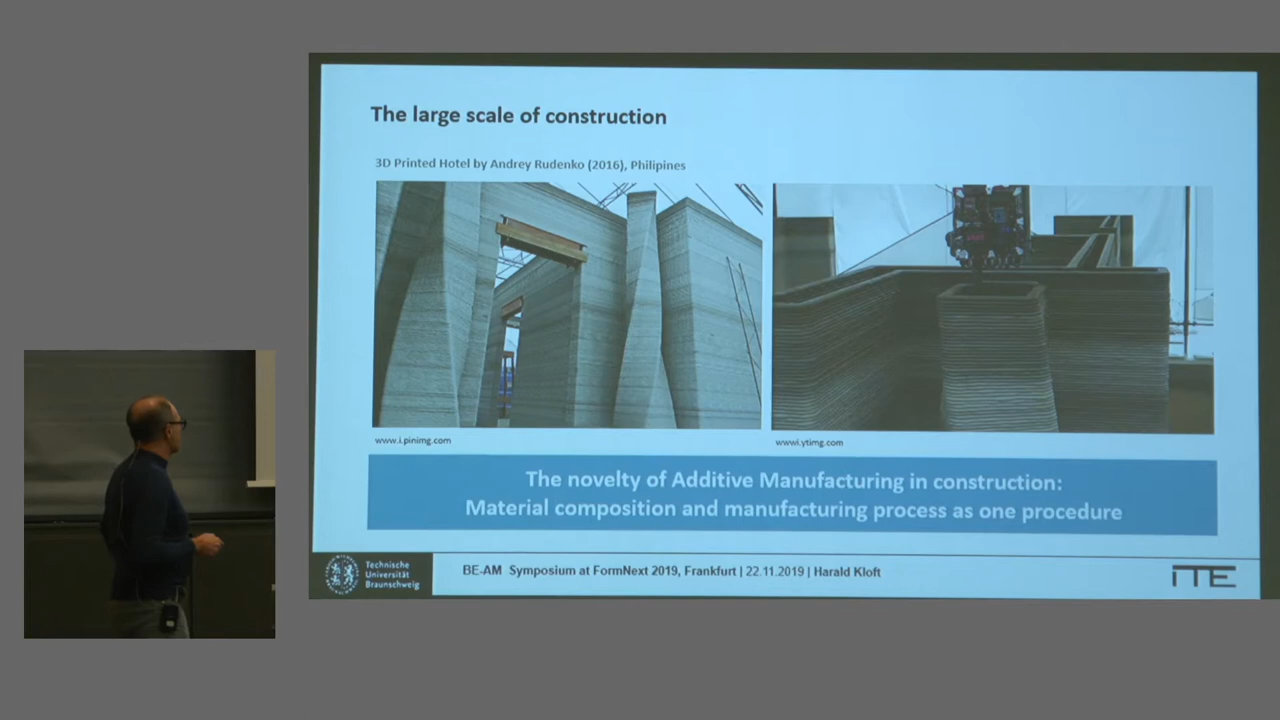 The large scale of construction
3D Printed Hotel by Andrey Rudenko (2016), Philipines
www.i.pinimg.com
wwwi.ytimg.com
The novelty of Additive Manufacturing in construction:
Material composition and manufacturing process as one procedure
Technische
Universität
Braunschweig
BE-AM Symposium at FormNext 2019, Frankfurt | 22.11.2019 | Harald Kloft
iTE